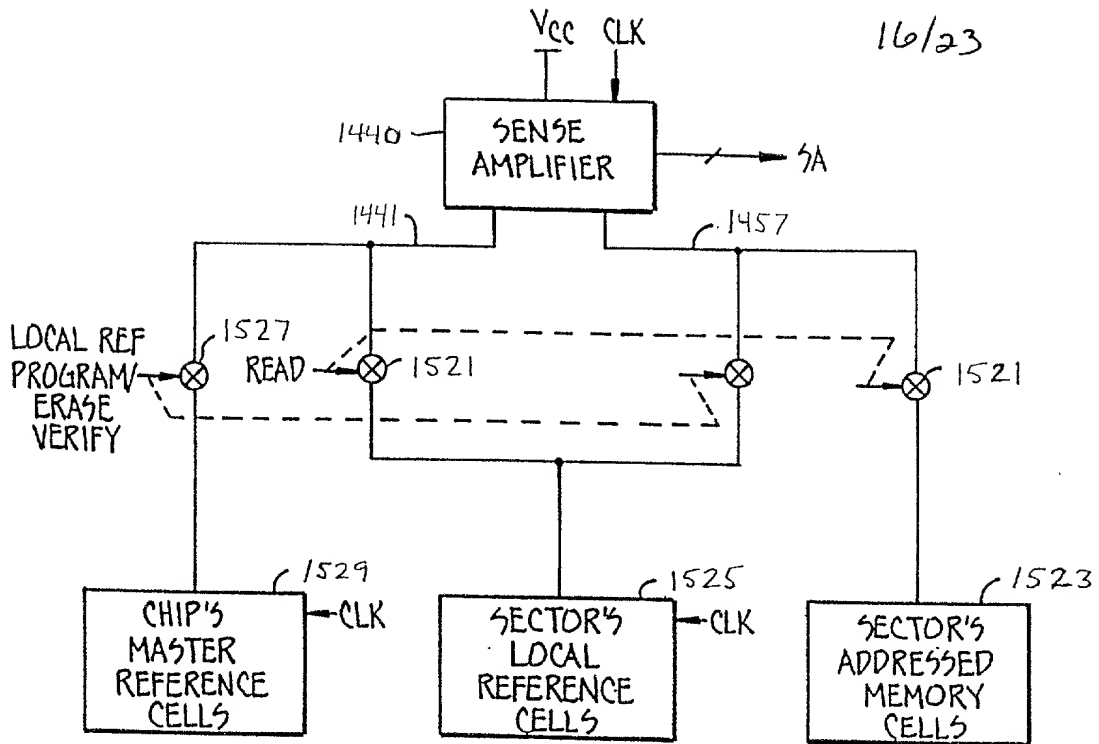 16/23
VCC CLK
1440
SENSE
AMPLIFIER
SA
1441
1457
LOCAL REF
PROGRAM/
ERASE
VERIFY
1527
READ
1521
1521
1529
CHIP'S
MASTER
REFERENCE
CELLS
CLK
1525
SECTOR'S
LOCAL
REFERENCE
CELLS
CLK
1523
SECTOR'S
ADDRESSED
MEMORY
CELLS